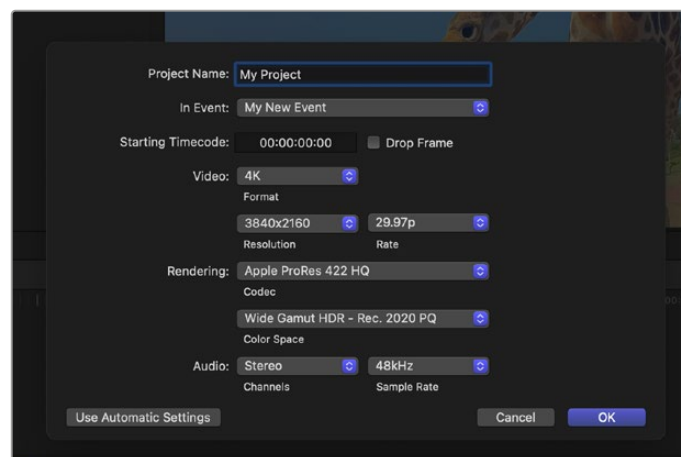 Project Name: My Project
In Event: My New Event
Starting Timecode: 00:00:00:00 Drop Frame
Video: 4K
Format
3840x2160 29.97p
Resolution Rate
Rendering: Apple ProRes 422 HQ
Codec
Wide Gamut HDR - Rec. 2020 PQ
Color Space
Audio: Stereo 48kHz
Channels Sample Rate
Use Automatic Settings Cancel OK